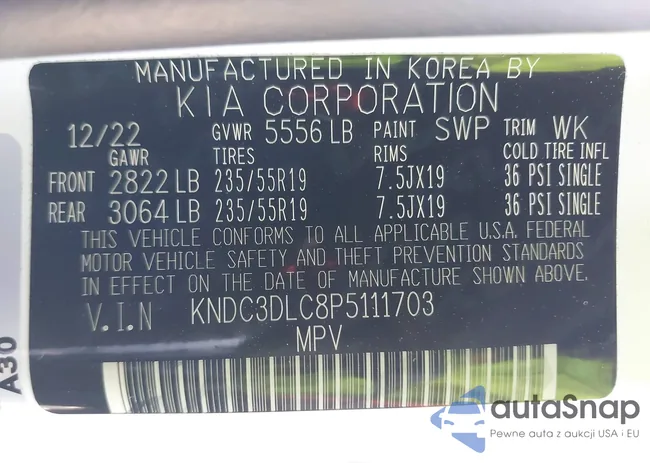 MANUFACTURED IN KOREA BY
KIA CORPORATION
12/22 GVWR 5556 LB PAINT SWP TRIM WK
GAWR TIRES RIMS COLD TIRE INFL
FRONT 2822 LB 235/55R19 7.5JX19 36 PSI SINGLE
REAR 3064 LB 235/55R19 7.5JX19 36 PSI SINGLE
THIS VEHICLE CONFORMS TO ALL APPLICABLE U.S.A. FEDERAL
MOTOR VEHICLE SAFETY AND THEFT PREVENTION STANDARDS
IN EFFECT ON THE DATE OF MANUFACTURE SHOWN ABOVE.
V.I.N KNDC3DLC8P5111703
MPV
A30
autaSnap
Pewne auta z aukcji USA i EU